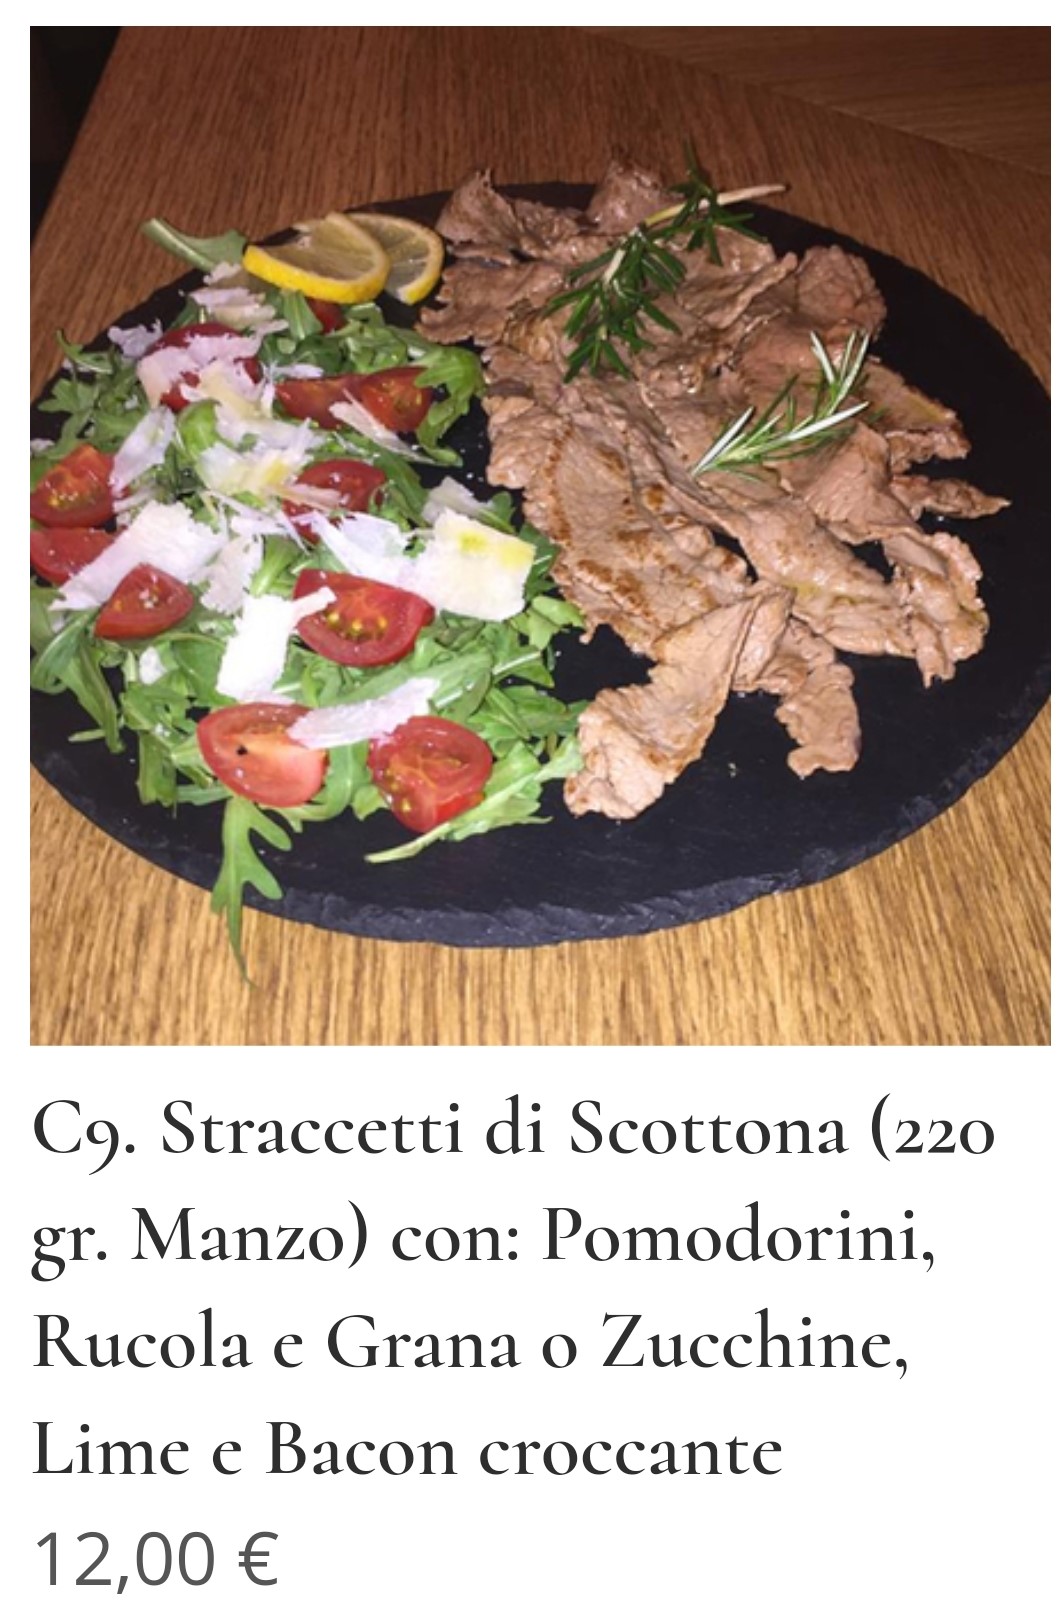 C9. Straccetti di Scottona (220
gr. Manzo) con: Pomodorini,
Rucola e Grana o Zucchine,
Lime e Bacon croccante
12,00 €